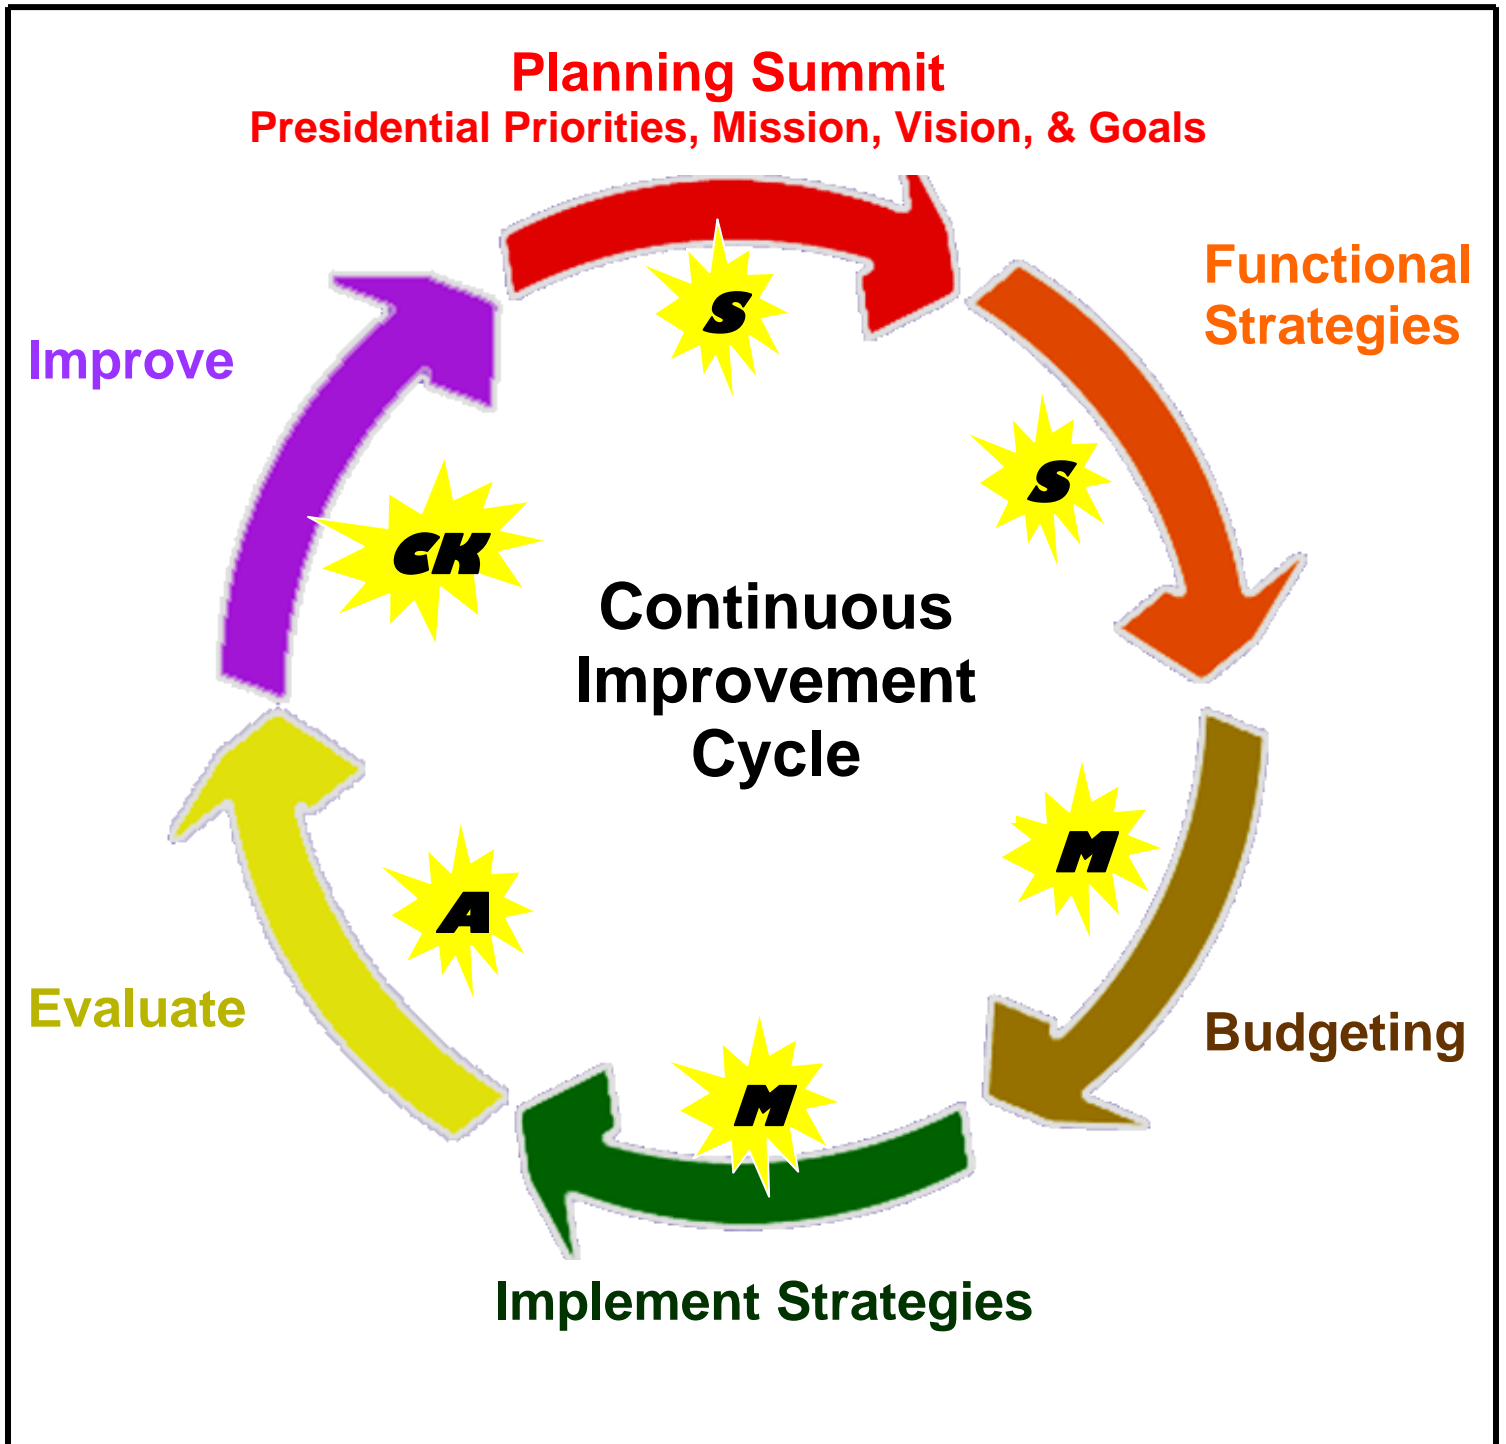 Planning Summit
Presidential Priorities, Mission, Vision, & Goals
Functional
Strategies
Improve
S
S
CK
Continuous
Improvement
Cycle
M
A
Evaluate
Budgeting
M
Implement Strategies